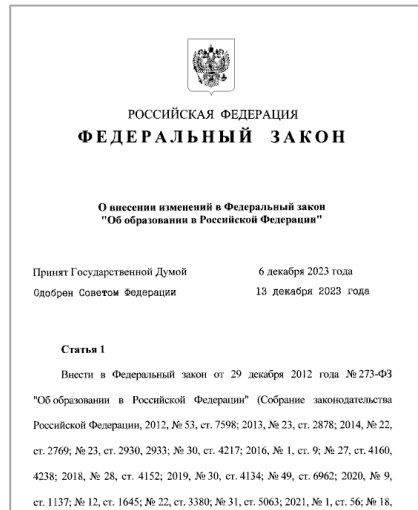 РОССИЙСКАЯ ФЕДЕРАЦИЯ
ФЕДЕРАЛЬНЫЙ ЗАКОН
О внесении изменений в Федеральный закон
"Об образовании в Российской Федерации"
Принят Государственной Думой 6 декабря 2023 года
Одобрен Советом Федерации 13 декабря 2023 года
Статья 1
Внести в Федеральный закон от 29 декабря 2012 года № 273-ФЗ
"Об образовании в Российской Федерации" (Собрание законодательства
Российской Федерации, 2012, № 53, ст. 7598; 2013, № 23, ст. 2878; 2014, № 22,
ст. 2769; № 23, ст. 2930, 2933; № 30, ст. 4217; 2016, № 1, ст. 9; № 27, ст. 4160,
4238; 2018, № 28, ст. 4152; 2019, № 30, ст. 4134; № 49, ст. 6962; 2020, № 9,
ст. 1137; № 12, ст. 1645; № 22, ст. 3380; № 31, ст. 5063; 2021, № 1, ст. 56; № 18,